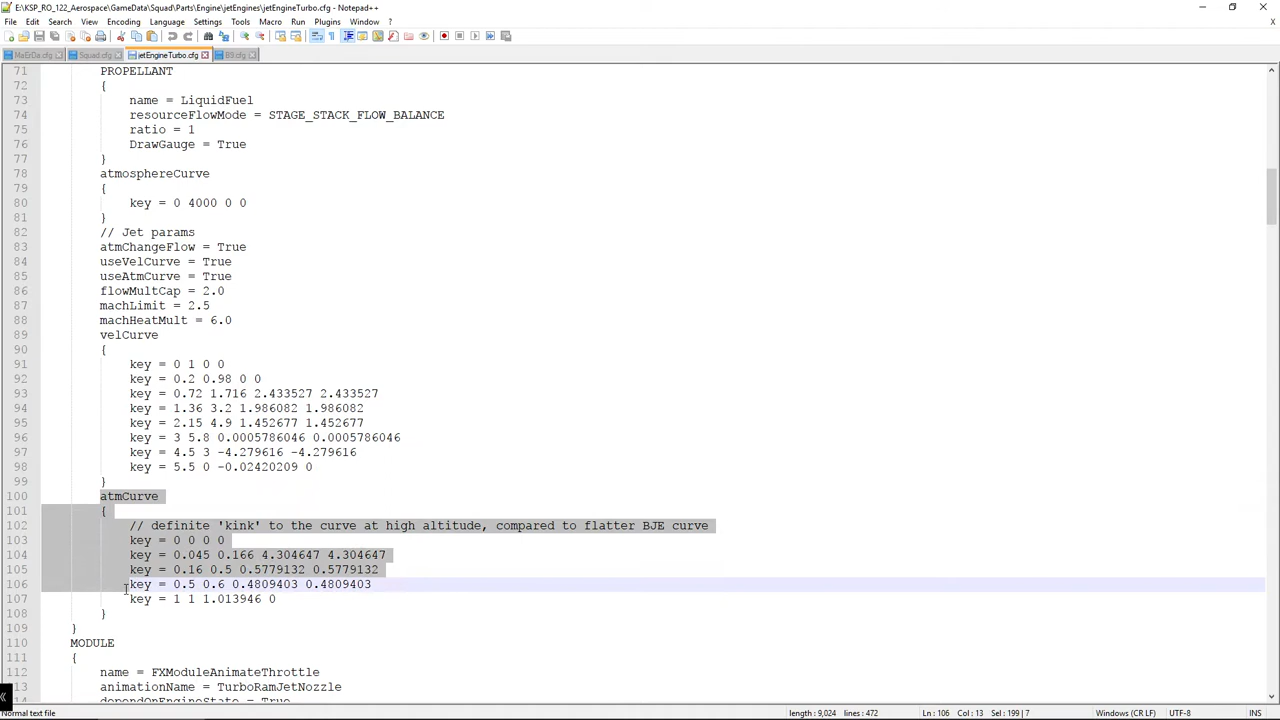 E:\KSP_RO_122_Aerospace\GameData\Squad\Parts\Engine\jetEngines\jetEngineTurbo.cfg - Notepad++
File Edit Search View Encoding Language Settings Tools Macro Run Plugins Window ?
X
MaErDa.cfg Squad.cfg jetEngineTurbo.cfg B9.cfg
71 PROPELLANT
72 {
73 name = LiquidFuel
74 resourceFlowMode = STAGE_STACK_FLOW_BALANCE
75 ratio = 1
76 DrawGauge = True
77 }
78 atmosphereCurve
79 {
80 key = 0 4000 0 0
81 }
82 // Jet params
83 atmChangeFlow = True
84 useVelCurve = True
85 useAtmCurve = True
86 flowMultCap = 2.0
87 machLimit = 2.5
88 machHeatMult = 6.0
89 velCurve
90 {
91 key = 0 1 0 0
92 key = 0.2 0.98 0 0
93 key = 0.72 1.716 2.433527 2.433527
94 key = 1.36 3.2 1.986082 1.986082
95 key = 2.15 4.9 1.452677 1.452677
96 key = 3 5.8 0.0005786046 0.0005786046
97 key = 4.5 3 -4.279616 -4.279616
98 key = 5.5 0 -0.02420209 0
99 }
100 atmCurve
101 {
102 // definite 'kink' to the curve at high altitude, compared to flatter BJE curve
103 key = 0 0 0 0
104 key = 0.045 0.166 4.304647 4.304647
105 key = 0.16 0.5 0.5779132 0.5779132
106 key = 0.5 0.6 0.4809403 0.4809403
107 key = 1 1 1.013946 0
108 }
109 }
110 MODULE
111 {
112 name = FXModuleAnimateThrottle
113 animationName = TurboRamJetNozzle
114 dependOnEngineState = True
Normal text file length : 9,024 lines : 472 Ln : 106 Col : 13 Sel : 199 | 7 Windows (CR LF) UTF-8 INS